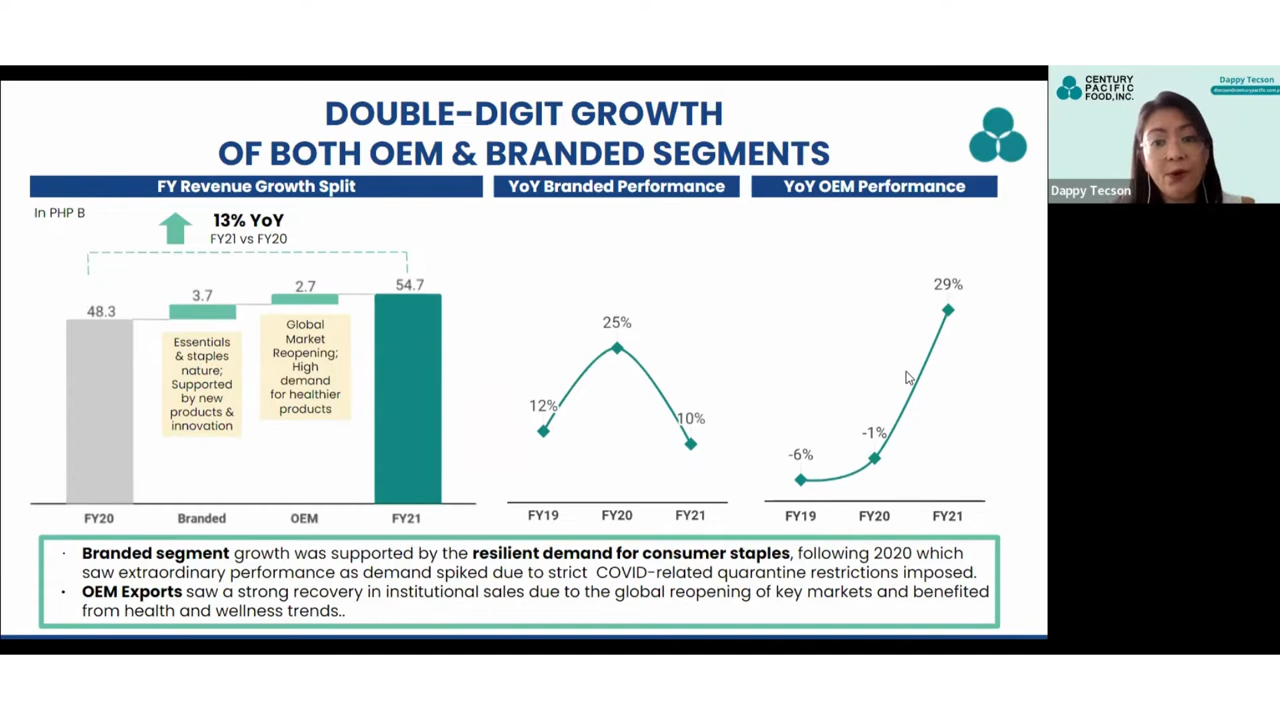 DOUBLE-DIGIT GROWTH
OF BOTH OEM & BRANDED SEGMENTS
FY Revenue Growth Split
In PHP B
13% YoY
FY21 vs FY20
48.3
3.7
2.7
54.7
Essentials
& staples
nature;
Supported
by new
products &
innovation
Global
Market
Reopening;
High
demand
for healthier
products
FY20
Branded
OEM
FY21
YoY Branded Performance
12%
25%
10%
FY19
FY20
FY21
YoY OEM Performance
-6%
-1%
29%
FY19
FY20
FY21
· Branded segment growth was supported by the resilient demand for consumer staples, following 2020 which
saw extraordinary performance as demand spiked due to strict COVID-related quarantine restrictions imposed.
· OEM Exports saw a strong recovery in institutional sales due to the global reopening of key markets and benefited
from health and wellness trends..
CENTURY
PACIFIC
FOOD, INC.
Dappy Tecson
Dappy Tecson